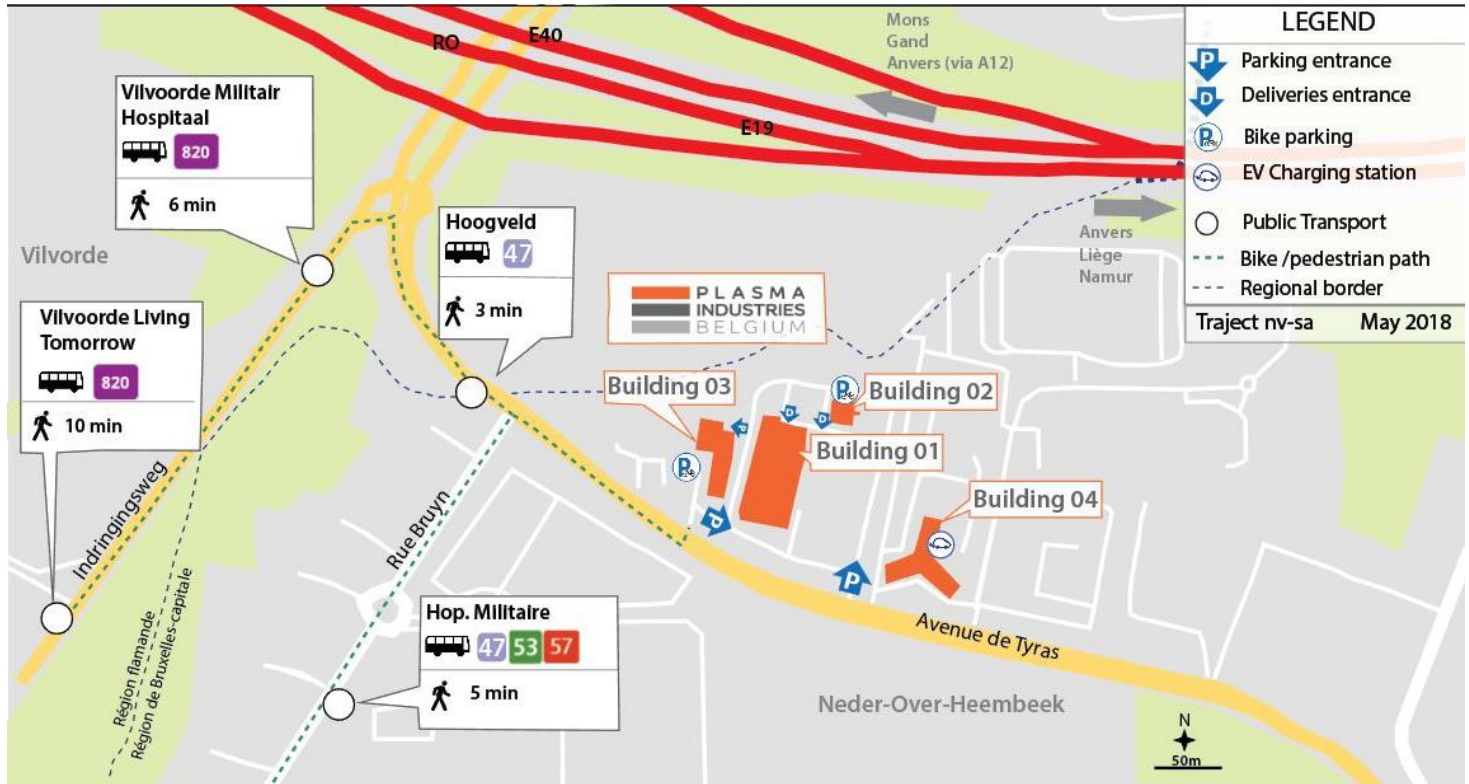 RO
E40
E19
Mons
Gand
Anvers (via A12)
LEGEND
P
Parking entrance
D
Deliveries entrance
P
Bike parking
EV Charging station
Public Transport
Bike /pedestrian path
Regional border
Traject nv-sa
May 2018
Anvers
Liège
Namur
Vilvoorde Militair
Hospitaal
820
6 min
Vilvorde
Hoogveld
47
3 min
Vilvoorde Living
Tomorrow
820
10 min
PLASMA
INDUSTRIES
BELGIUM
Building 03
Building 02
Building 01
Building 04
P
P
D
D
P
P
P
Indringingsweg
Rue Bruyn
Région flamande
Région de Bruxelles-capitale
Hop. Militaire
47 53 57
5 min
Avenue de Tyras
Neder-Over-Heembeek
N
50m